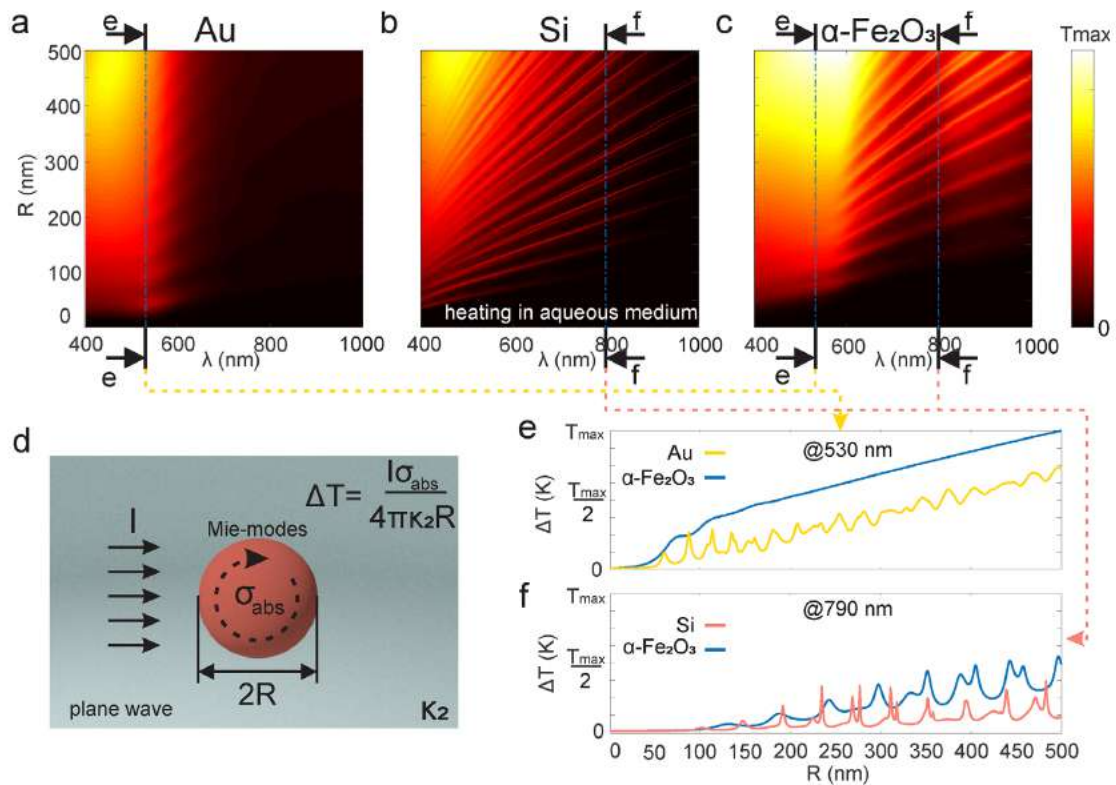 a
e
Au
b
Si
f
c
e
α-Fe₂O₃
f
Tmax
500
400
300
200
100
0
R (nm)
heating in aqueous medium
0
400
600
800
1000
λ (nm)
400
600
800
1000
λ (nm)
400
600
800
1000
λ (nm)
e
f
e
f
d
I
Mie-modes
σabs
2R
plane wave
κ₂
ΔT= Iσabs / 4πκ₂R
e
Tmax
Tmax
2
0
ΔT (K)
Au
α-Fe₂O₃
@530 nm
f
Tmax
Tmax
2
0
ΔT (K)
Si
α-Fe₂O₃
@790 nm
0 50 100 150 200 250 300 350 400 450 500
R (nm)